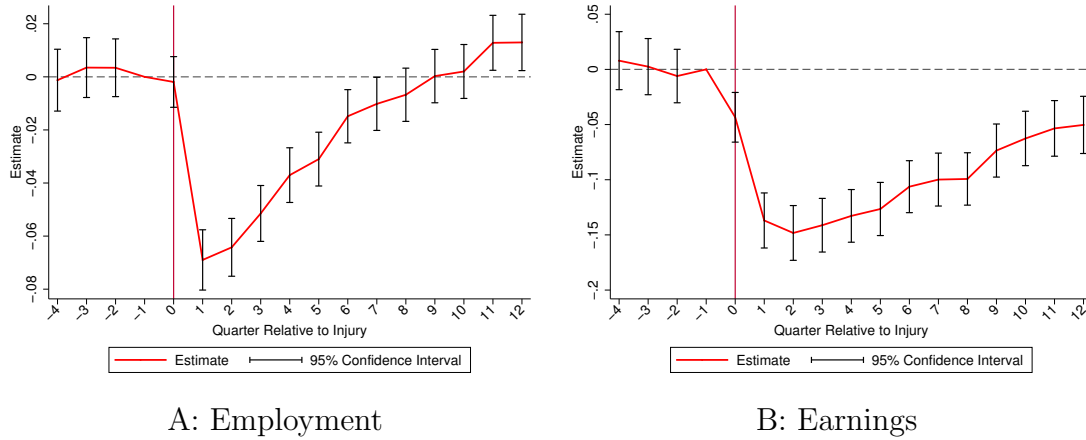 .02
0
-.02
-.04
-.06
-.08
Estimate
-4 -3 -2 -1 0 1 2 3 4 5 6 7 8 9 10 11 12
Quarter Relative to Injury
Estimate 95% Confidence Interval
A: Employment
.05
0
-.05
-.1
-.15
-.2
Estimate
-4 -3 -2 -1 0 1 2 3 4 5 6 7 8 9 10 11 12
Quarter Relative to Injury
Estimate 95% Confidence Interval
B: Earnings